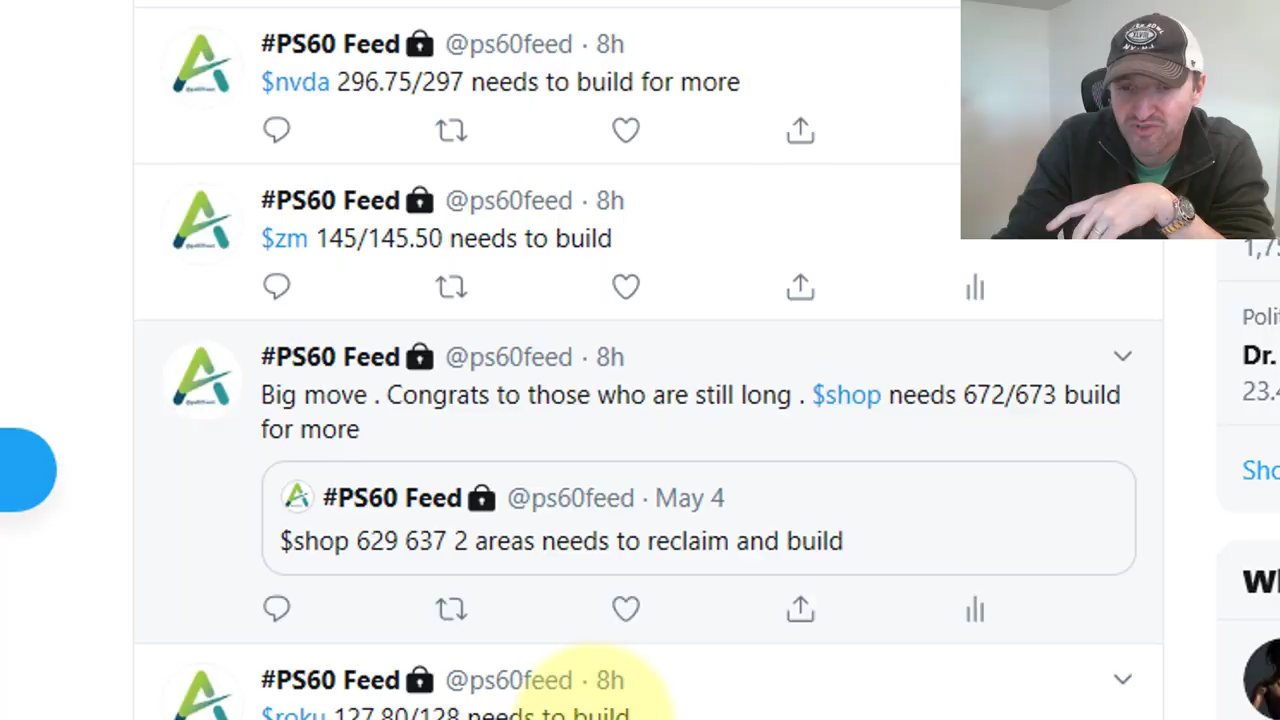 #PS60 Feed @ps60feed · 8h
$nvda 296.75/297 needs to build for more
#PS60 Feed @ps60feed · 8h
$zm 145/145.50 needs to build
#PS60 Feed @ps60feed · 8h
Big move . Congrats to those who are still long . $shop needs 672/673 build
for more
#PS60 Feed @ps60feed · May 4
$shop 629 637 2 areas needs to reclaim and build
#PS60 Feed @ps60feed · 8h
$roku 127.80/128 needs to build
Dr.